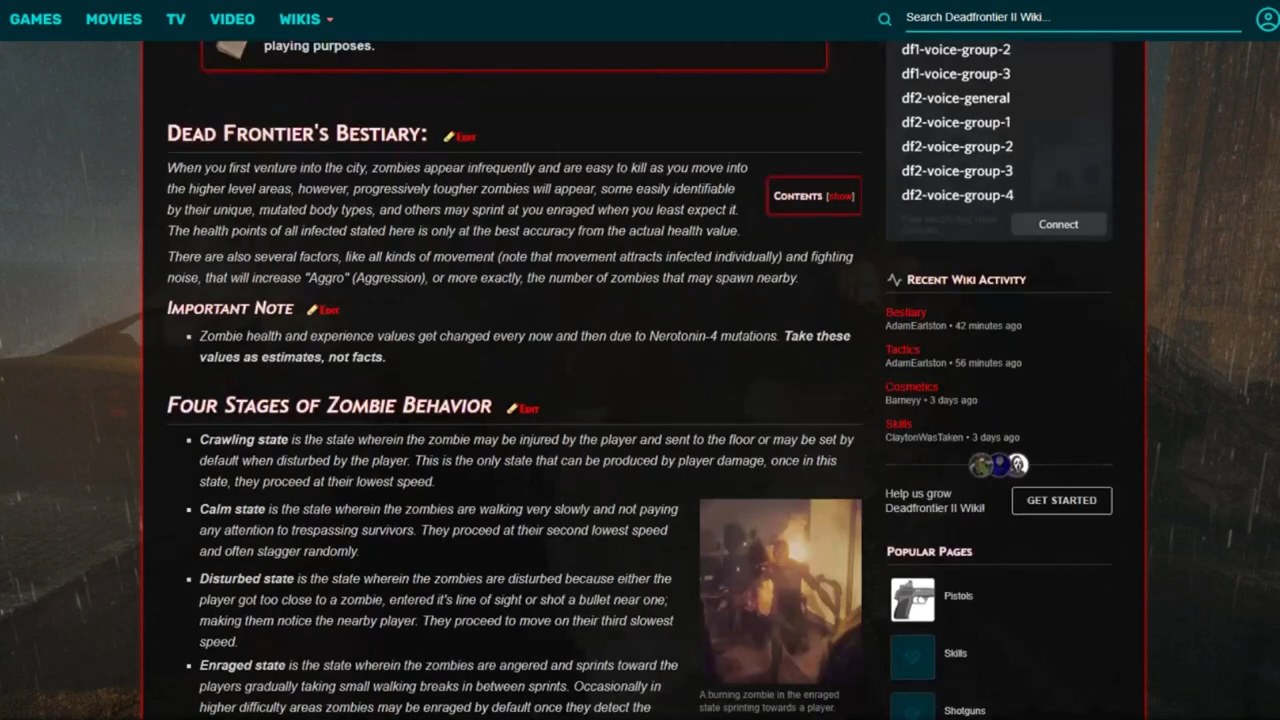 GAMES MOVIES TV VIDEO WIKIS
Search Deadfrontier II Wiki...
playing purposes.
DEAD FRONTIER'S BESTIARY: EDIT
When you first venture into the city, zombies appear infrequently and are easy to kill as you move into
the higher level areas, however, progressively tougher zombies will appear, some easily identifiable
by their unique, mutated body types, and others may sprint at you enraged when you least expect it.
The health points of all infected stated here is only at the best accuracy from the actual health value.
CONTENTS [show]
There are also several factors, like all kinds of movement (note that movement attracts infected individually) and fighting
noise, that will increase "Aggro" (Aggression), or more exactly, the number of zombies that may spawn nearby.
IMPORTANT NOTE EDIT
Zombie health and experience values get changed every now and then due to Nerotonin-4 mutations. Take these
values as estimates, not facts.
FOUR STAGES OF ZOMBIE BEHAVIOR EDIT
Crawling state is the state wherein the zombie may be injured by the player and sent to the floor or may be set by
default when disturbed by the player. This is the only state that can be produced by player damage, once in this
state, they proceed at their lowest speed.
Calm state is the state wherein the zombies are walking very slowly and not paying
any attention to trespassing survivors. They proceed at their second lowest speed
and often stagger randomly.
Disturbed state is the state wherein the zombies are disturbed because either the
player got too close to a zombie, entered it's line of sight or shot a bullet near one;
making them notice the nearby player. They proceed to move on their third slowest
speed.
Enraged state is the state wherein the zombies are angered and sprints toward the
players gradually taking small walking breaks in between sprints. Occasionally in
higher difficulty areas zombies may be enraged by default once they detect the
A burning zombie in the enraged
state sprinting towards a player.
df1-voice-group-2
df1-voice-group-3
df2-voice-general
df2-voice-group-1
df2-voice-group-2
df2-voice-group-3
df2-voice-group-4
Connect
RECENT WIKI ACTIVITY
Bestiary
AdamEarlston • 42 minutes ago
Tactics
AdamEarlston • 56 minutes ago
Cosmetics
Barneyy • 3 days ago
Skills
ClaytonWasTaken • 3 days ago
Help us grow
Deadfrontier II Wiki!
GET STARTED
POPULAR PAGES
Pistols
Skills
Shotguns